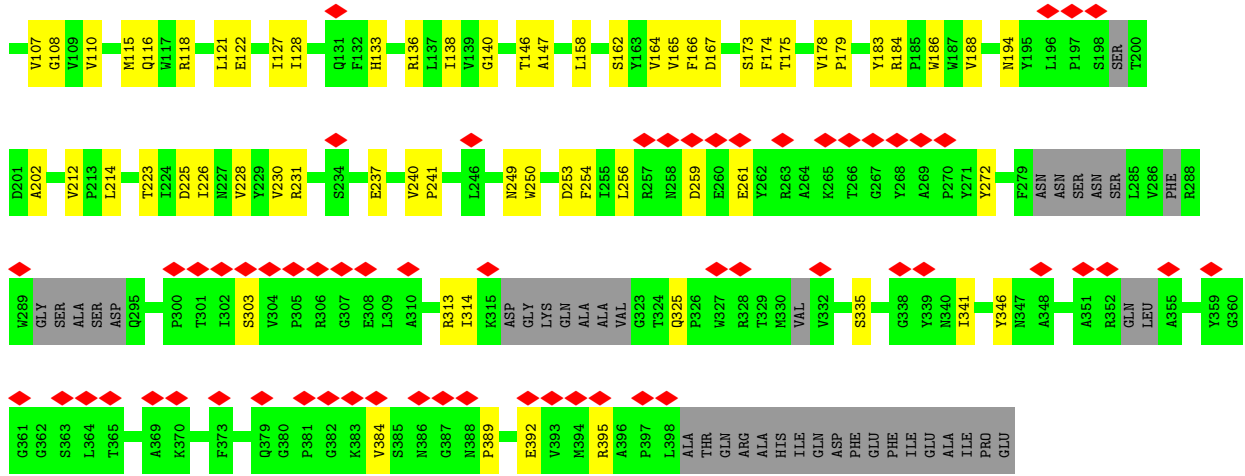 V107 G108 V109 V110 M115 Q116 W117 R118 L121 E122 I127 I128 Q131 F132 H133 R136 L137 I138 V139 G140 T146 A147 L158 S162 Y163 V164 V165 F166 D167 S173 F174 T175 V178 P179 Y183 R184 P185 W186 W187 V188 N194 Y195 L196 P197 S198 SER T200
D201 A202 V212 P213 L214 T223 I224 D225 I226 N227 V228 Y229 V230 R231 S234 E237 V240 P241 L246 N249 W250 D253 F254 I255 L256 R257 N258 D259 E260 E261 Y262 R263 A264 K265 T266 G267 Y268 A269 P270 Y271 Y272 F279 ASN ASN SER ASN SER L285 V286 PHE R288
W289 GLY SER ALA SER ASP Q295 P300 T301 I302 S303 V304 P305 R306 G307 E308 L309 A310 R313 I314 K315 ASP GLY LYS GLN ALA ALA VAL G323 T324 Q325 P326 W327 R328 T329 M330 VAL V332 S335 G338 Y339 N340 I341 Y346 N347 A348 A351 R352 GLN LEU A355 Y359 G360
G361 G362 S363 L364 T365 A369 K370 F373 Q379 G380 P381 G382 K383 V384 S385 N386 G387 N388 P389 E392 V393 M394 R395 A396 P397 L398 ALA THR GLN ARG ALA HIS ILE GLN ASP PHE GLU PHE ILE GLU ALA ILE PRO GLU